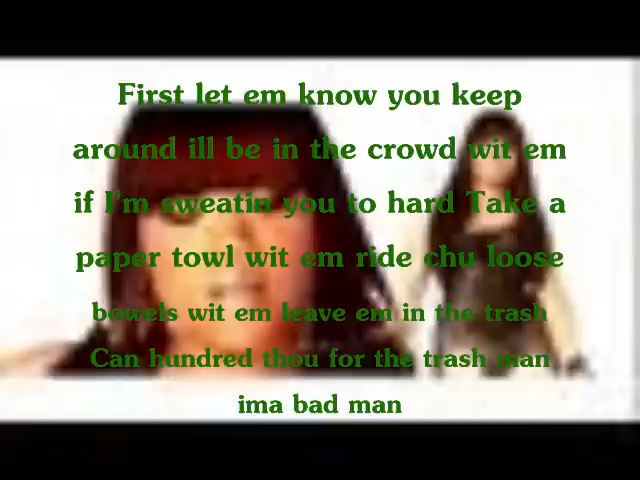 First let em know you keep
around ill be in the crowd wit em
if I'm sweatin you to hard Take a
paper towl wit em ride chu loose
bowels wit em leave em in the trash
Can hundred thou for the trash man
ima bad man